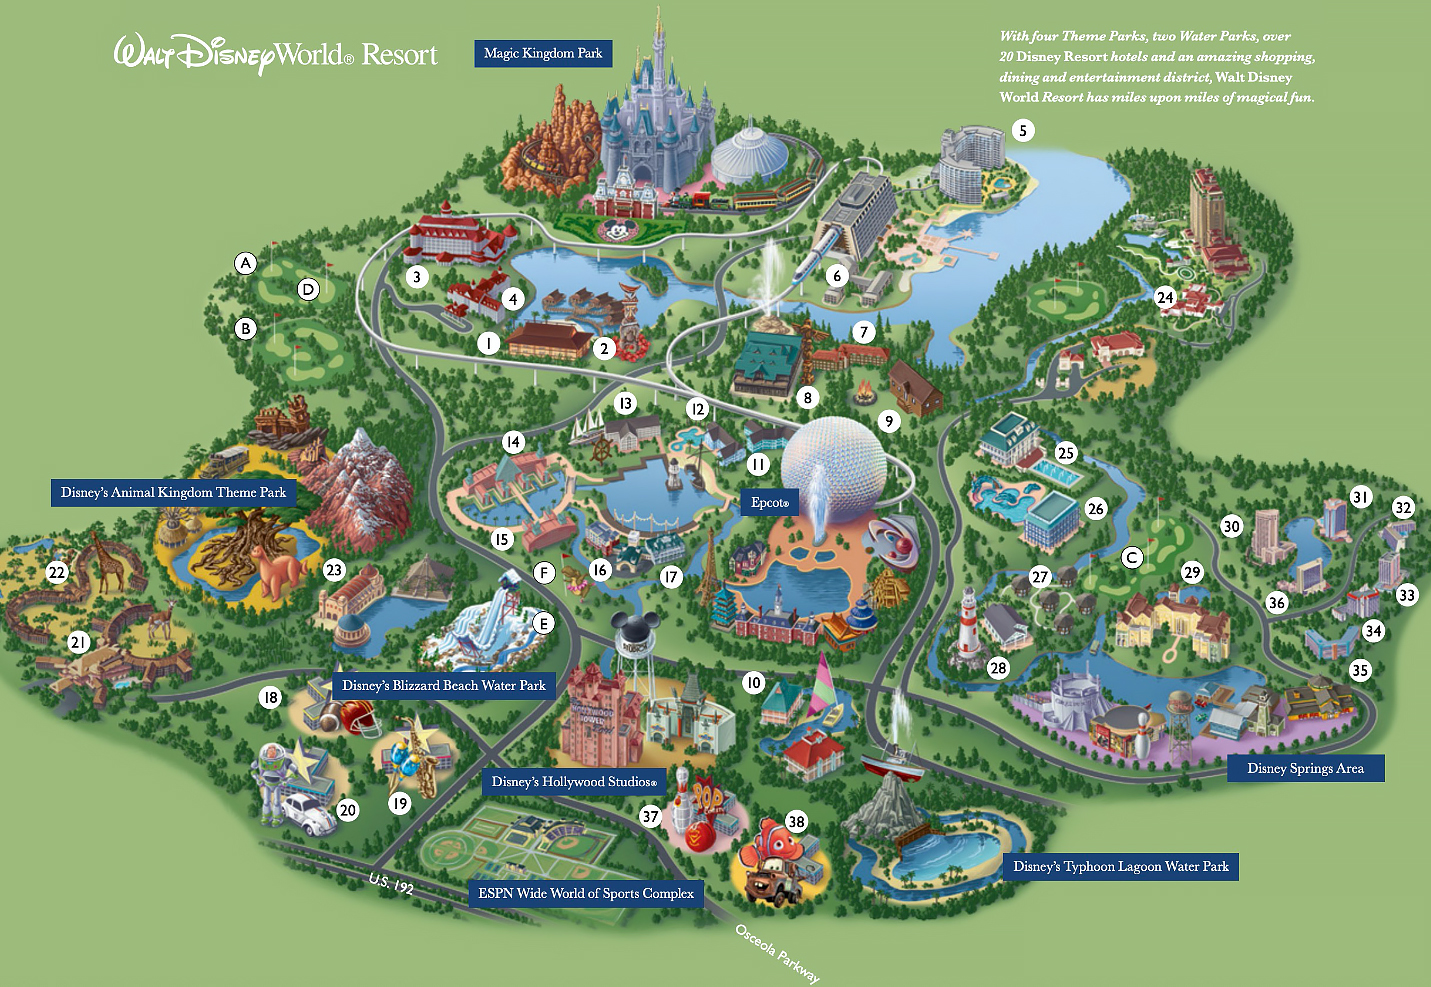 WALT DISNEY World® Resort
Magic Kingdom Park
With four Theme Parks, two Water Parks, over
20 Disney Resort hotels and an amazing shopping,
dining and entertainment district, Walt Disney
World Resort has miles upon miles of magical fun.
5
A
D
B
3
4
6
24
1
2
7
8
9
13
12
14
11
25
Disney's Animal Kingdom Theme Park
Epcot®
26
31
32
30
15
C
22
23
F
16
17
27
29
33
36
E
34
21
28
35
Disney's Blizzard Beach Water Park
18
10
HOLLYWOOD
TOWER
Disney Springs Area
Disney's Hollywood Studios®
20
19
37
POP
38
U.S. 192
ESPN Wide World of Sports Complex
Disney's Typhoon Lagoon Water Park
Osceola Parkway